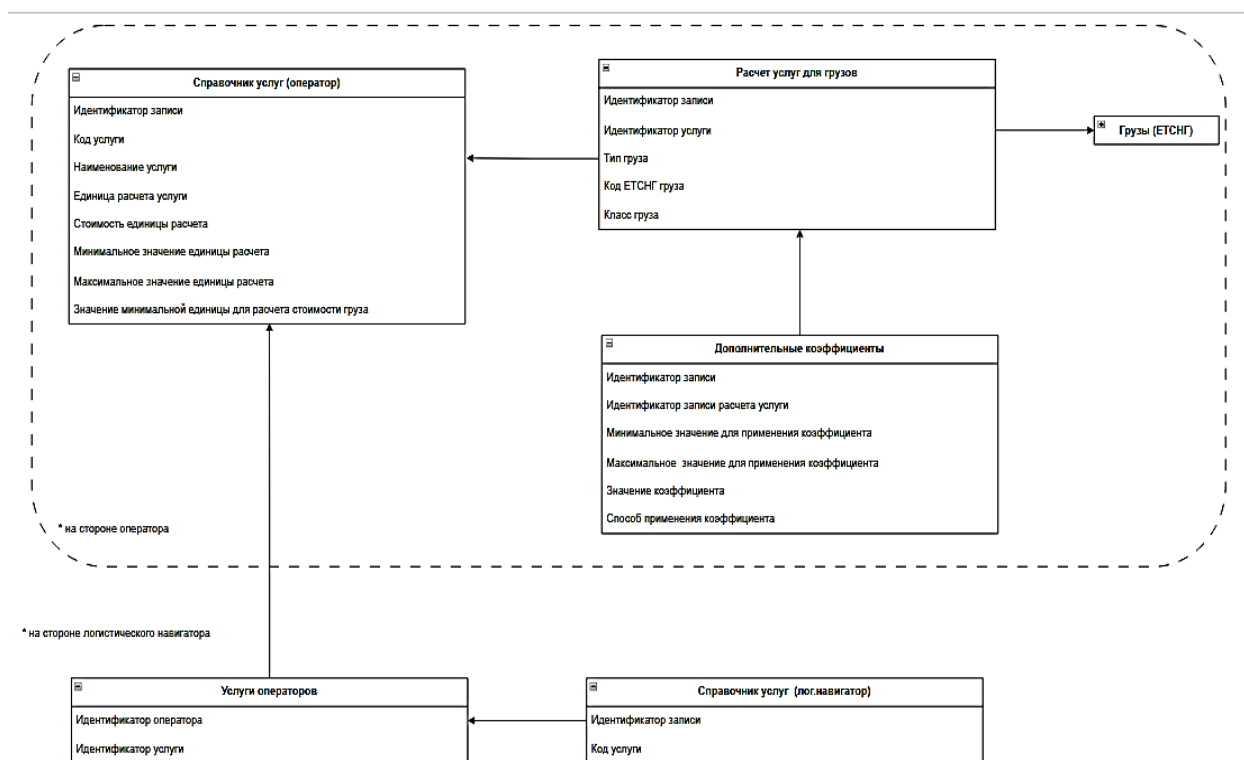 Справочник услуг (оператор)
Идентификатор записи
Код услуги
Наименование услуги
Единица расчета услуги
Стоимость единицы расчета
Минимальное значение единицы расчета
Максимальное значение единицы расчета
Значение минимальной единицы для расчета стоимости груза
Расчет услуг для грузов
Идентификатор записи
Идентификатор услуги
Тип груза
Код ЕТСНГ груза
Класс груза
Грузы (ЕТСНГ)
Дополнительные коэффициенты
Идентификатор записи
Идентификатор записи расчета услуги
Минимальное значение для применения коэффициента
Максимальное значение для применения коэффициента
Значение коэффициента
Способ применения коэффициента
* на стороне оператора
* на стороне логистического навигатора
Услуги операторов
Идентификатор оператора
Идентификатор услуги
Справочник услуг (лог.навигатор)
Идентификатор записи
Код услуги